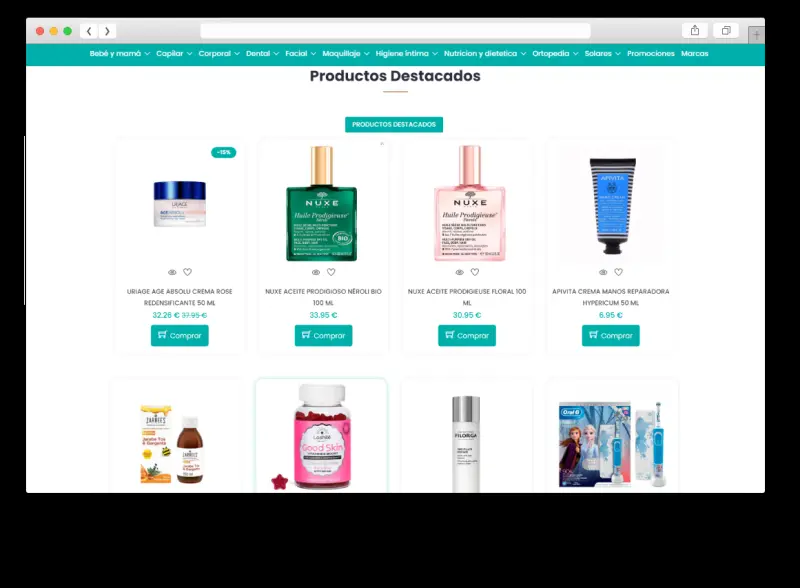 Bebé y mamá Capilar Corporal Dental Facial Maquillaje Higiene íntima Nutricion y dietetica Ortopedia Solares Promociones Marcas
Productos Destacados
PRODUCTOS DESTACADOS
-15%
URIAGE
NUXE
Huile Prodigieuse
BIO
NUXE
Huile Prodigieuse
APIVITA
URIAGE AGE ABSOLU CREMA ROSE
REDENSIFICANTE 50 ML
32.26 € 37.95 €
Comprar
NUXE ACEITE PRODIGIOSO NÉROLI BIO
100 ML
33.95 €
Comprar
NUXE ACEITE PRODIGIEUSE FLORAL 100
ML
30.95 €
Comprar
APIVITA CREMA MANOS REPARADORA
HYPERICUM 50 ML
6.95 €
Comprar
ZARBEES
Jarabe Tos
& Garganta
ZARBEES
Good Skin
FILORGA
Oral-B